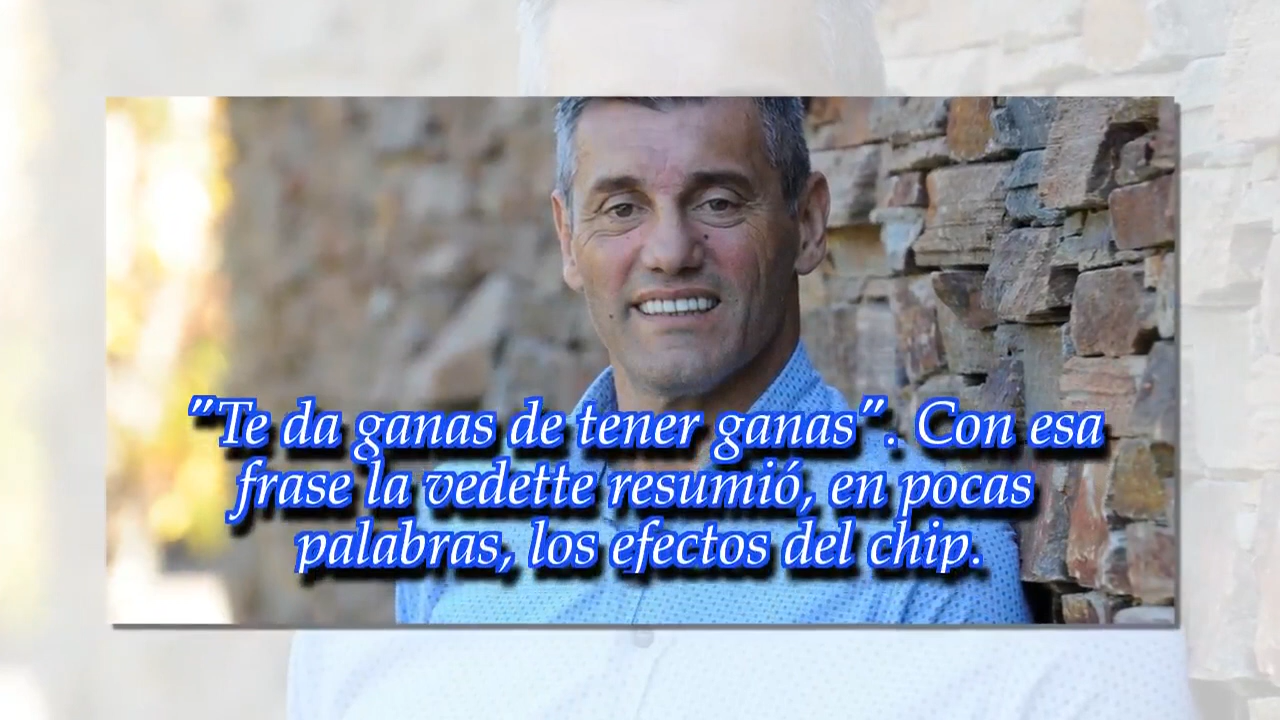 "Te da ganas de tener ganas". Con esa
frase la vedette resumió, en pocas
palabras, los efectos del chip.